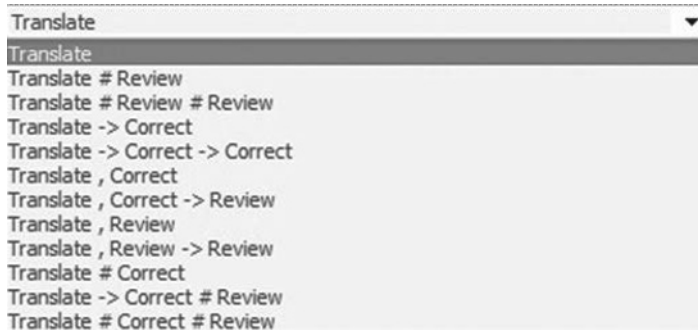 Translate
Translate
Translate # Review
Translate # Review # Review
Translate -> Correct
Translate -> Correct -> Correct
Translate , Correct
Translate , Correct -> Review
Translate , Review
Translate , Review -> Review
Translate # Correct
Translate -> Correct # Review
Translate # Correct # Review